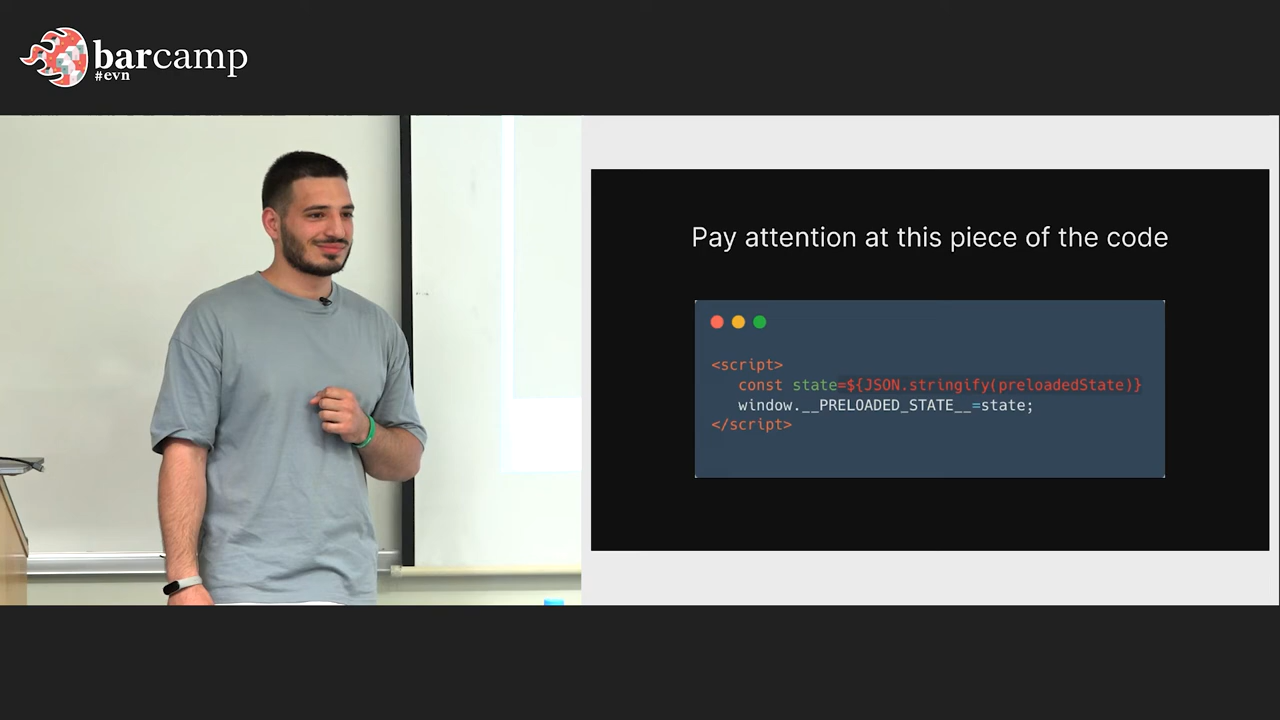 barcamp
#evn
Pay attention at this piece of the code
<script>
const state=${JSON.stringify(preloadedState)}
window.__PRELOADED_STATE__=state;
</script>